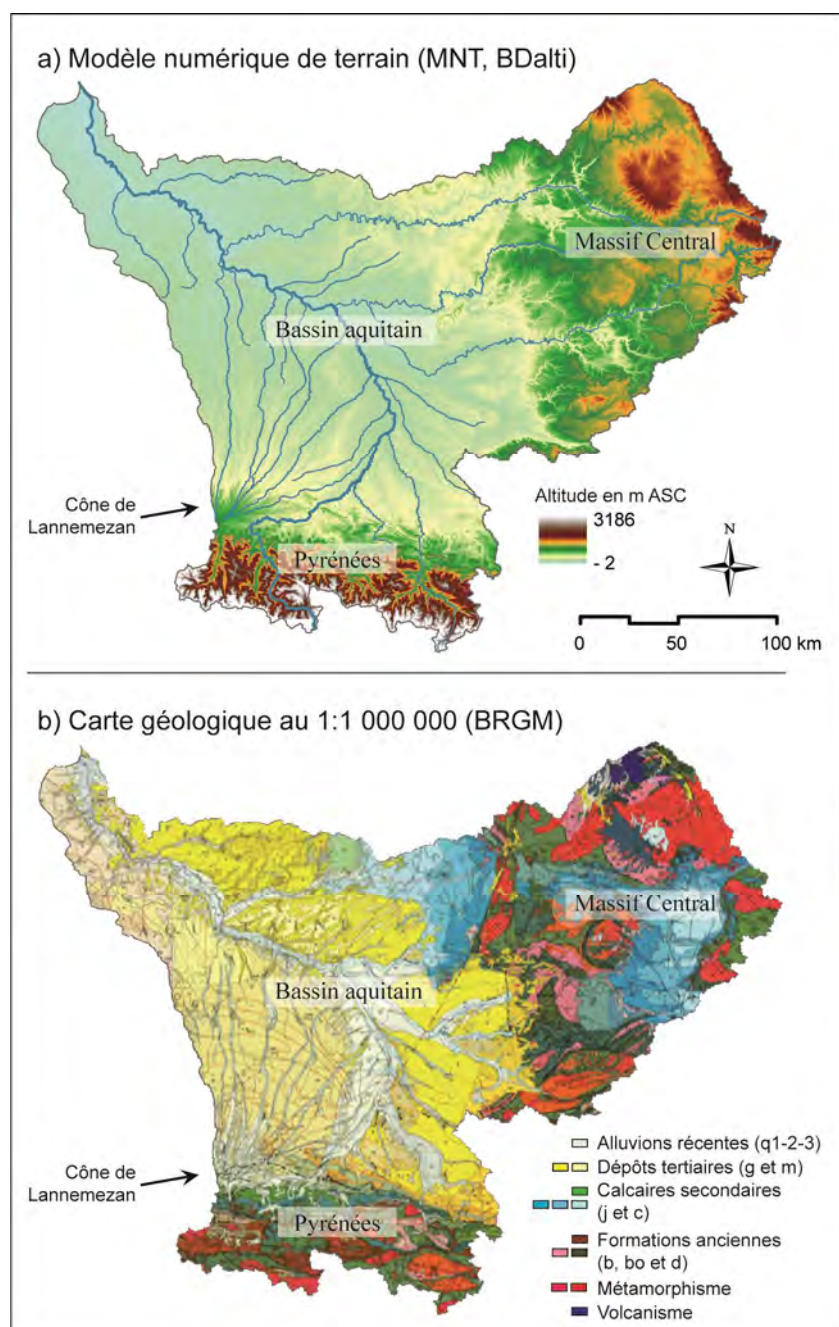 a) Modèle numérique de terrain (MNT, BDalti)
Massif Central
Bassin aquitain
Cône de
Lannemezan
Pyrénées
Altitude en m ASC
3186
- 2
N
0 50 100 km
b) Carte géologique au 1:1 000 000 (BRGM)
Massif Central
Bassin aquitain
Cône de
Lannemezan
Pyrénées
Alluvions récentes (q1-2-3)
Dépôts tertiaires (g et m)
Calcaires secondaires
(j et c)
Formations anciennes
(b, bo et d)
Métamorphisme
Volcanisme